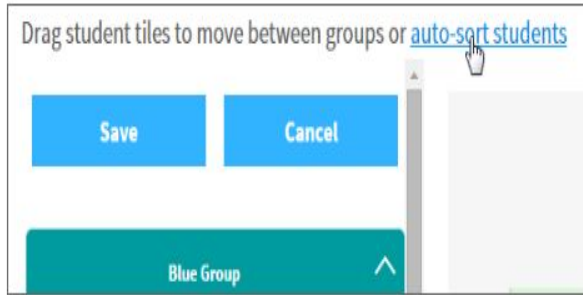 Drag student tiles to move between groups or auto-sort students
Save Cancel
Blue Group